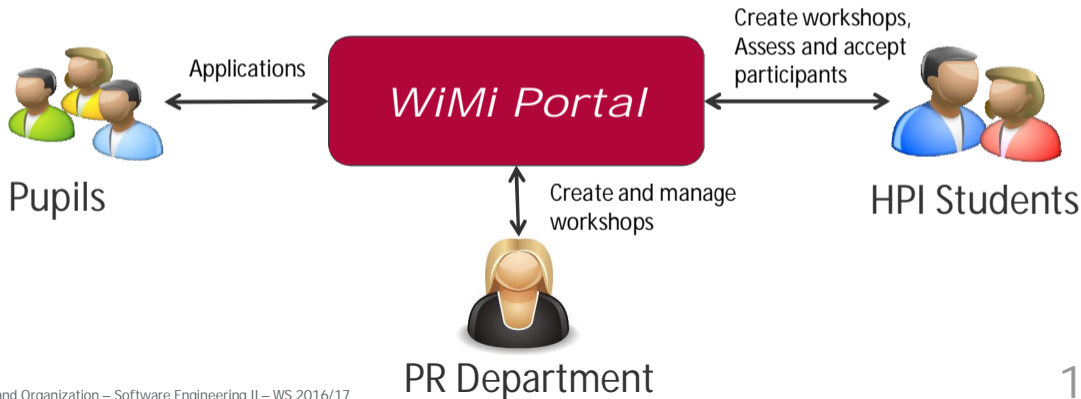 Create workshops,
Assess and accept
participants
Applications
WiMi Portal
Pupils
Create and manage
workshops
HPI Students
PR Department
and Organization – Software Engineering II – WS 2016/17
1